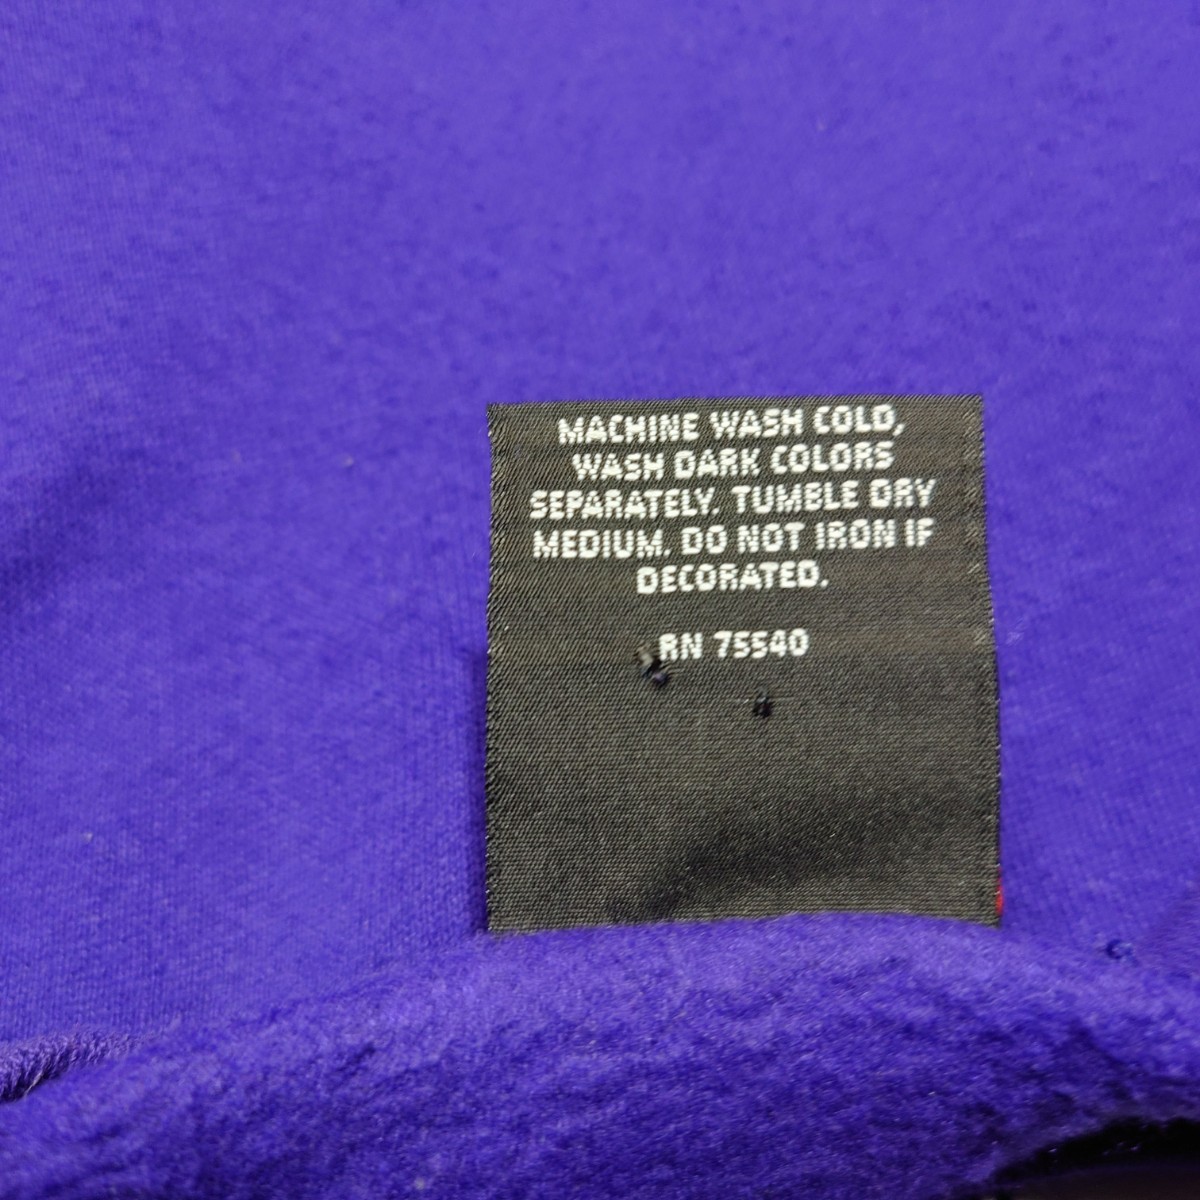 MACHINE WASH COLD,
WASH DARK COLORS
SEPARATELY. TUMBLE DRY
MEDIUM. DO NOT IRON IF
DECORATED.
RN 75540